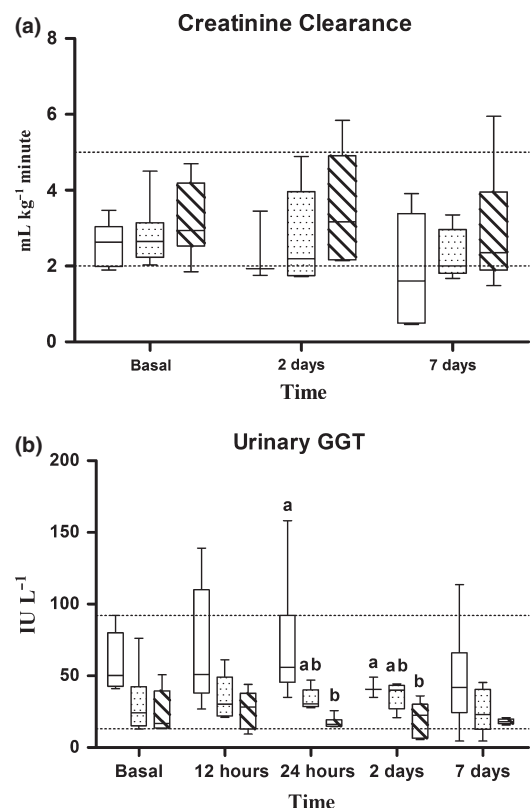 (a)
Creatinine Clearance
mL kg⁻¹ minute
8
6
4
2
0
Basal 2 days 7 days
Time
(b)
Urinary GGT
IU L⁻¹
200
150
100
50
0
a
ab
b
a
ab
b
Basal 12 hours 24 hours 2 days 7 days
Time